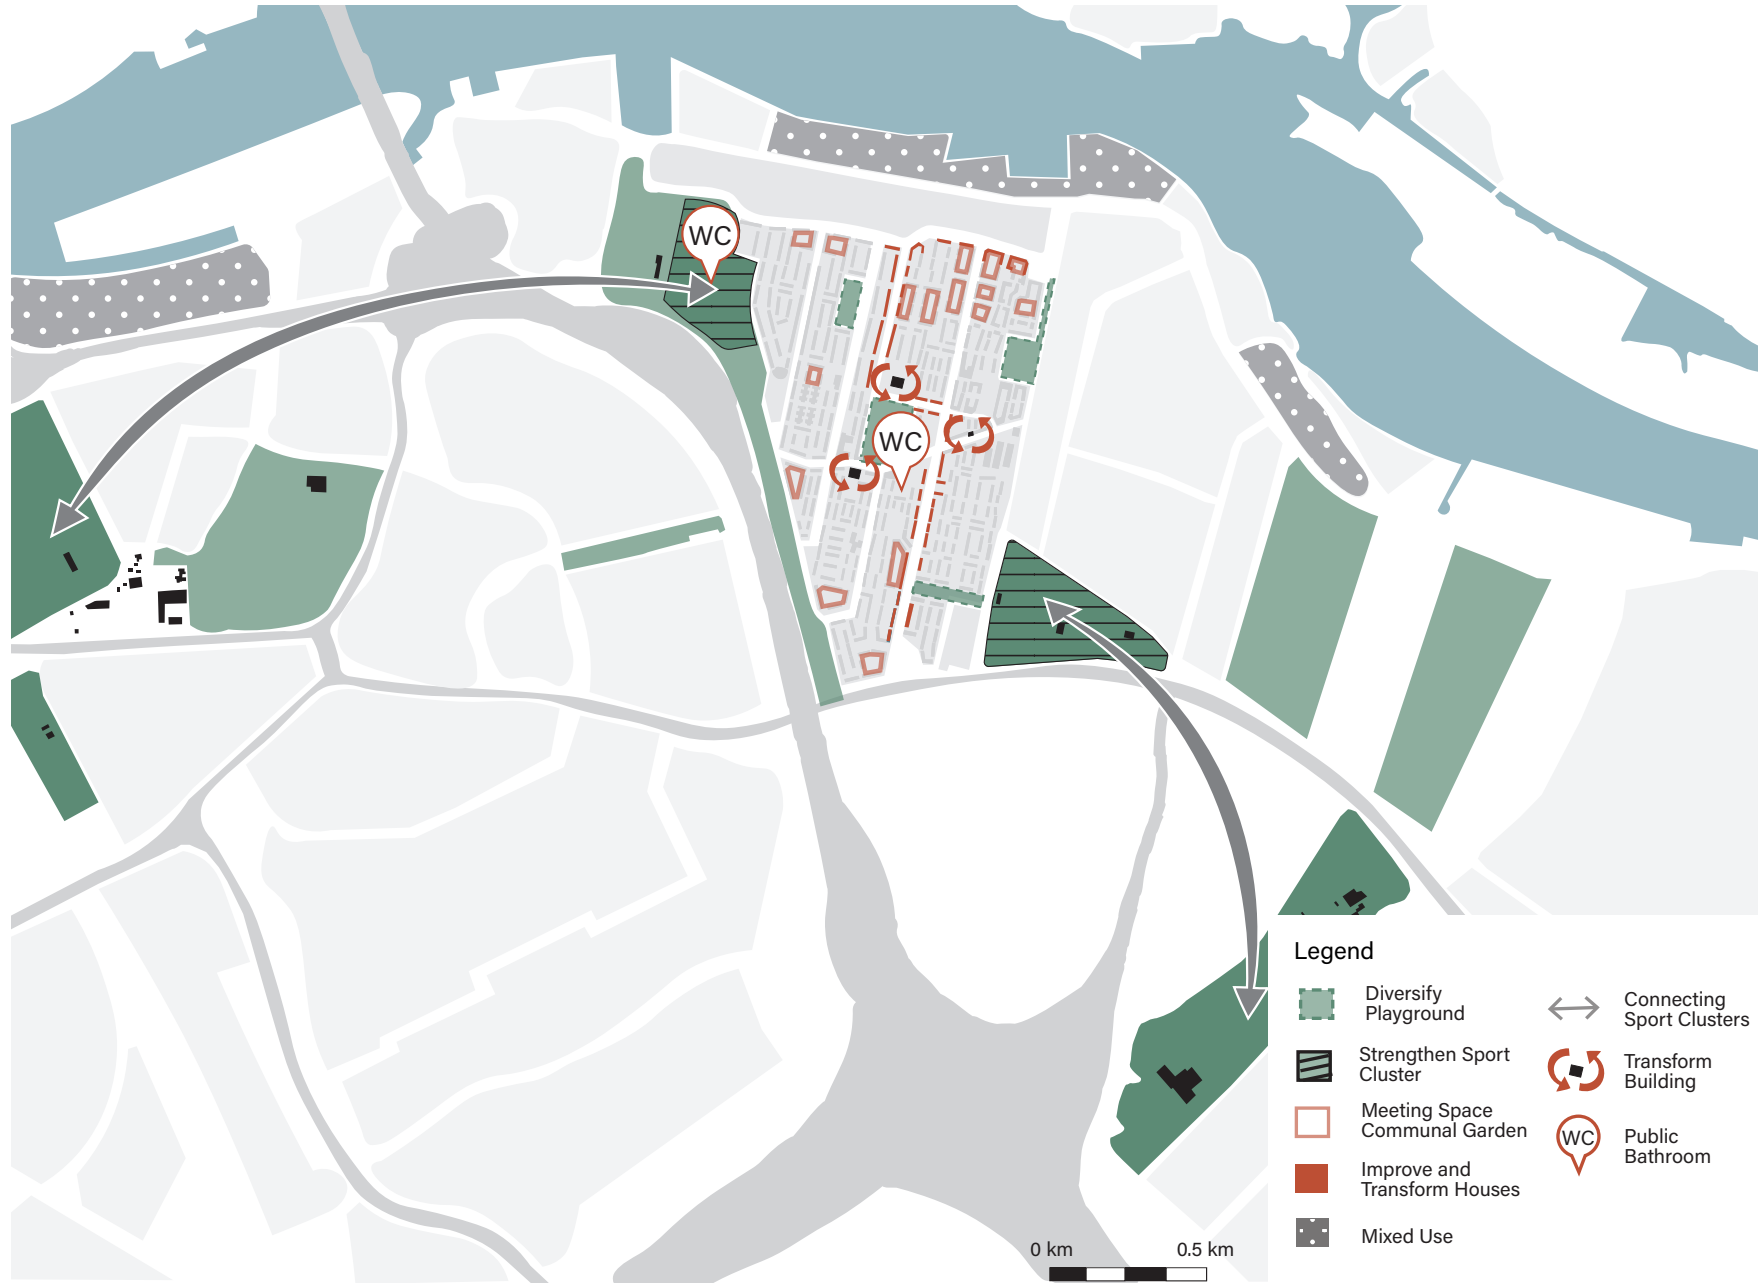 WC
WC
Legend
Diversify
Playground
Strengthen Sport
Cluster
Meeting Space
Communal Garden
Improve and
Transform Houses
Mixed Use
Connecting
Sport Clusters
Transform
Building
WC
Public
Bathroom
0 km
0.5 km